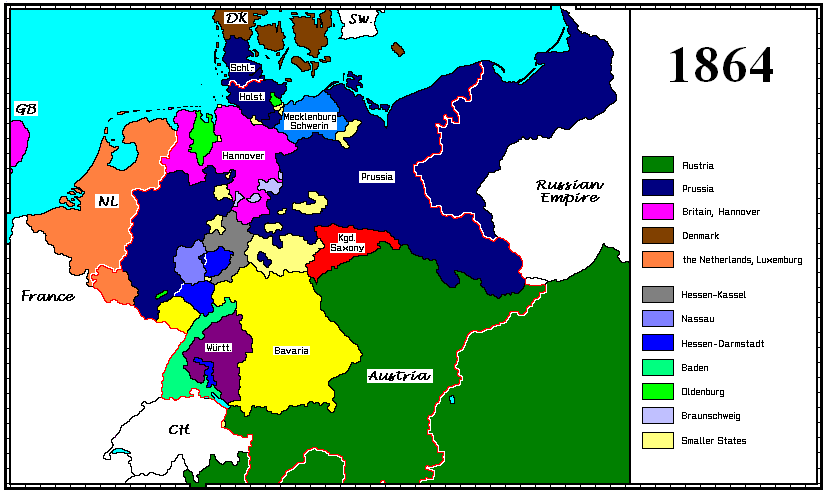 DK
SW.
1864
Schl.-
GB
Holst.
Mecklenburg
Schwerin
Hannover
Austria
Prussia
Prussia
Russian
Empire
NL
Britain, Hannover
Kgd.
Saxony
Denmark
the Netherlands, Luxemburg
France
Hessen-Kassel
Nassau
Württ.
Bavaria
Hessen-Darmstadt
Austria
Baden
Oldenburg
CH
Braunschweig
Smaller States